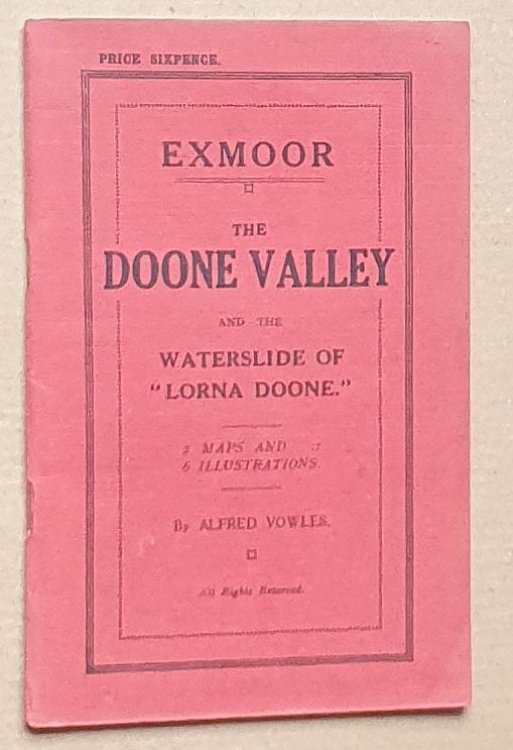 PRICE SIXPENCE.
EXMOOR
THE
DOONE VALLEY
AND THE
WATERSLIDE OF
"LORNA DOONE."
MAPS AND
6 ILLUSTRATIONS.
By ALFRED VOWLES.
All Rights Reserved.